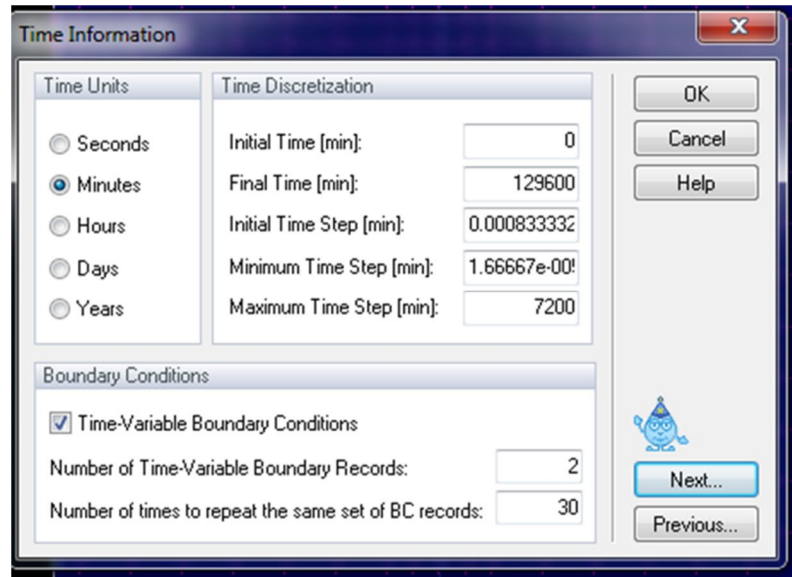 Time Information
Time Units
Seconds
Minutes
Hours
Days
Years
Time Discretization
Initial Time [min]: 0
Final Time [min]: 129600
Initial Time Step [min]: 0.000833332
Minimum Time Step [min]: 1.66667e-00
Maximum Time Step [min]: 7200
Boundary Conditions
Time-Variable Boundary Conditions
Number of Time-Variable Boundary Records: 2
Number of times to repeat the same set of BC records: 30
OK
Cancel
Help
Next...
Previous...